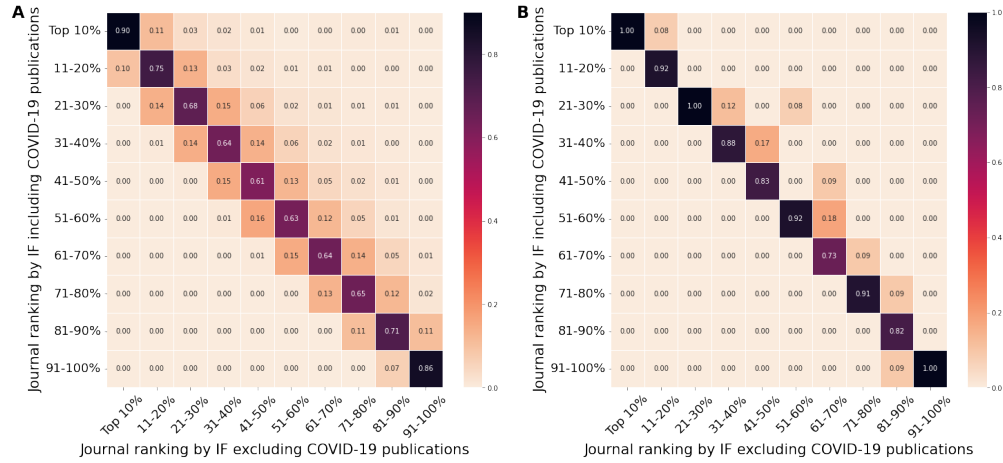 A
Journal ranking by IF including COVID-19 publications
Top 10% 0.90 0.11 0.03 0.02 0.01 0.00 0.00 0.00 0.01 0.00
11-20% 0.10 0.75 0.13 0.03 0.02 0.01 0.01 0.00 0.00 0.00
21-30% 0.00 0.14 0.68 0.15 0.06 0.02 0.01 0.01 0.00 0.00
31-40% 0.00 0.01 0.14 0.64 0.14 0.06 0.02 0.01 0.00 0.00
41-50% 0.00 0.00 0.00 0.15 0.61 0.13 0.05 0.02 0.01 0.00
51-60% 0.00 0.00 0.00 0.01 0.16 0.63 0.12 0.05 0.01 0.00
61-70% 0.00 0.00 0.00 0.00 0.01 0.15 0.64 0.14 0.05 0.01
71-80% 0.00 0.00 0.00 0.00 0.00 0.00 0.13 0.65 0.12 0.02
81-90% 0.00 0.00 0.00 0.00 0.00 0.00 0.00 0.11 0.71 0.11
91-100% 0.00 0.00 0.00 0.00 0.00 0.00 0.00 0.00 0.07 0.86
Top 10% 11-20% 21-30% 31-40% 41-50% 51-60% 61-70% 71-80% 81-90% 91-100%
Journal ranking by IF excluding COVID-19 publications
0.8
0.6
0.4
0.2
0.0
B
Journal ranking by IF including COVID-19 publications
Top 10% 1.00 0.08 0.00 0.00 0.00 0.00 0.00 0.00 0.00 0.00
11-20% 0.00 0.92 0.00 0.00 0.00 0.00 0.00 0.00 0.00 0.00
21-30% 0.00 0.00 1.00 0.12 0.00 0.08 0.00 0.00 0.00 0.00
31-40% 0.00 0.00 0.00 0.88 0.17 0.00 0.00 0.00 0.00 0.00
41-50% 0.00 0.00 0.00 0.00 0.83 0.00 0.09 0.00 0.00 0.00
51-60% 0.00 0.00 0.00 0.00 0.00 0.92 0.18 0.00 0.00 0.00
61-70% 0.00 0.00 0.00 0.00 0.00 0.00 0.73 0.09 0.00 0.00
71-80% 0.00 0.00 0.00 0.00 0.00 0.00 0.00 0.91 0.09 0.00
81-90% 0.00 0.00 0.00 0.00 0.00 0.00 0.00 0.00 0.82 0.00
91-100% 0.00 0.00 0.00 0.00 0.00 0.00 0.00 0.00 0.09 1.00
Top 10% 11-20% 21-30% 31-40% 41-50% 51-60% 61-70% 71-80% 81-90% 91-100%
Journal ranking by IF excluding COVID-19 publications
1.0
0.8
0.6
0.4
0.2
0.0